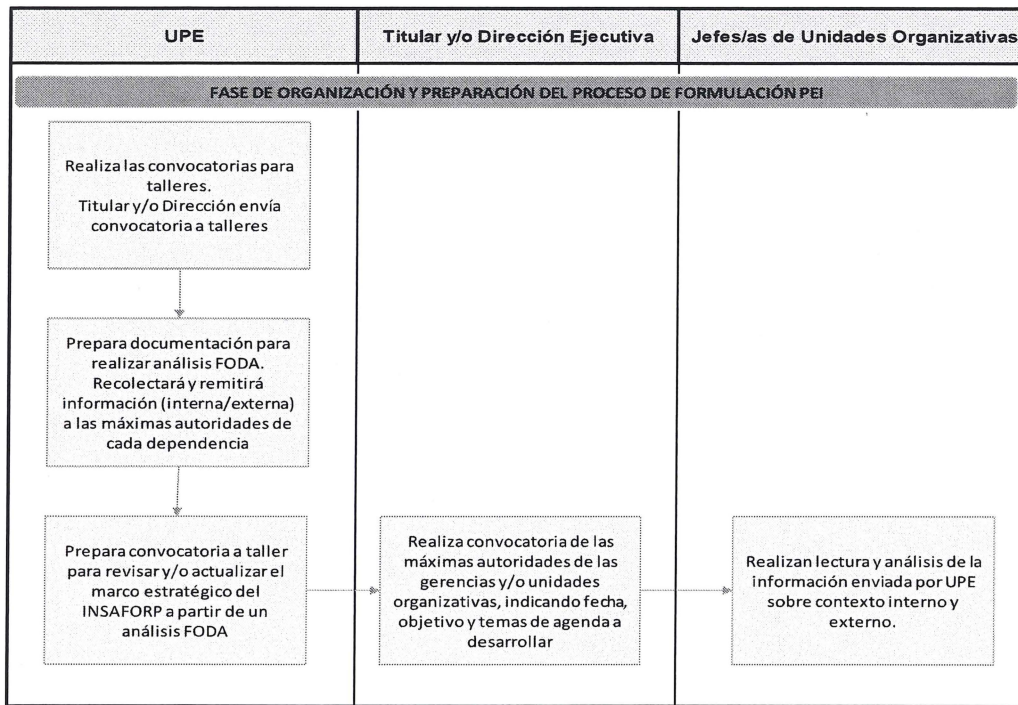 UPE
Titular y/o Dirección Ejecutiva
Jefes/as de Unidades Organizativas
FASE DE ORGANIZACIÓN Y PREPARACIÓN DEL PROCESO DE FORMULACIÓN PEI
Realiza las convocatorias para
talleres.
Titular y/o Dirección envía
convocatoria a talleres
Prepara documentación para
realizar análisis FODA.
Recolectará y remitirá
información (interna/externa)
a las máximas autoridades de
cada dependencia
Prepara convocatoria a taller
para revisar y/o actualizar el
marco estratégico del
INSAFORP a partir de un
análisis FODA
Realiza convocatoria de las
máximas autoridades de las
gerencias y/o unidades
organizativas, indicando fecha,
objetivo y temas de agenda a
desarrollar
Realizan lectura y análisis de la
información enviada por UPE
sobre contexto interno y
externo.